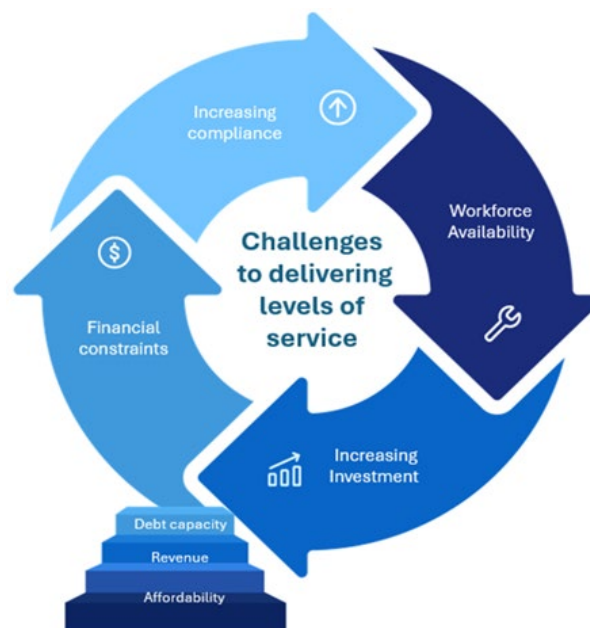 Increasing
compliance
Workforce
Availability
Challenges
to delivering
levels of
service
$
Financial
constraints
Increasing
Investment
Debt capacity
Revenue
Affordability